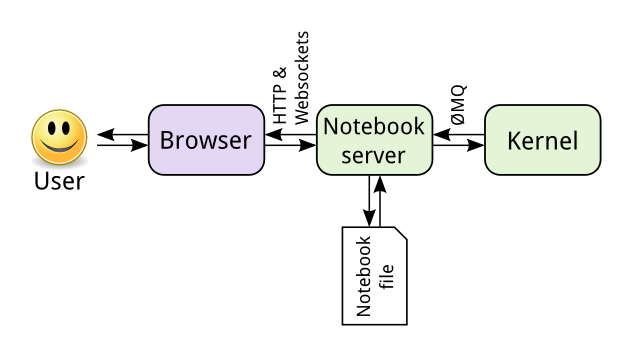 User
Browser
HTTP &
Websockets
Notebook
server
ØMQ
Kernel
Notebook
file